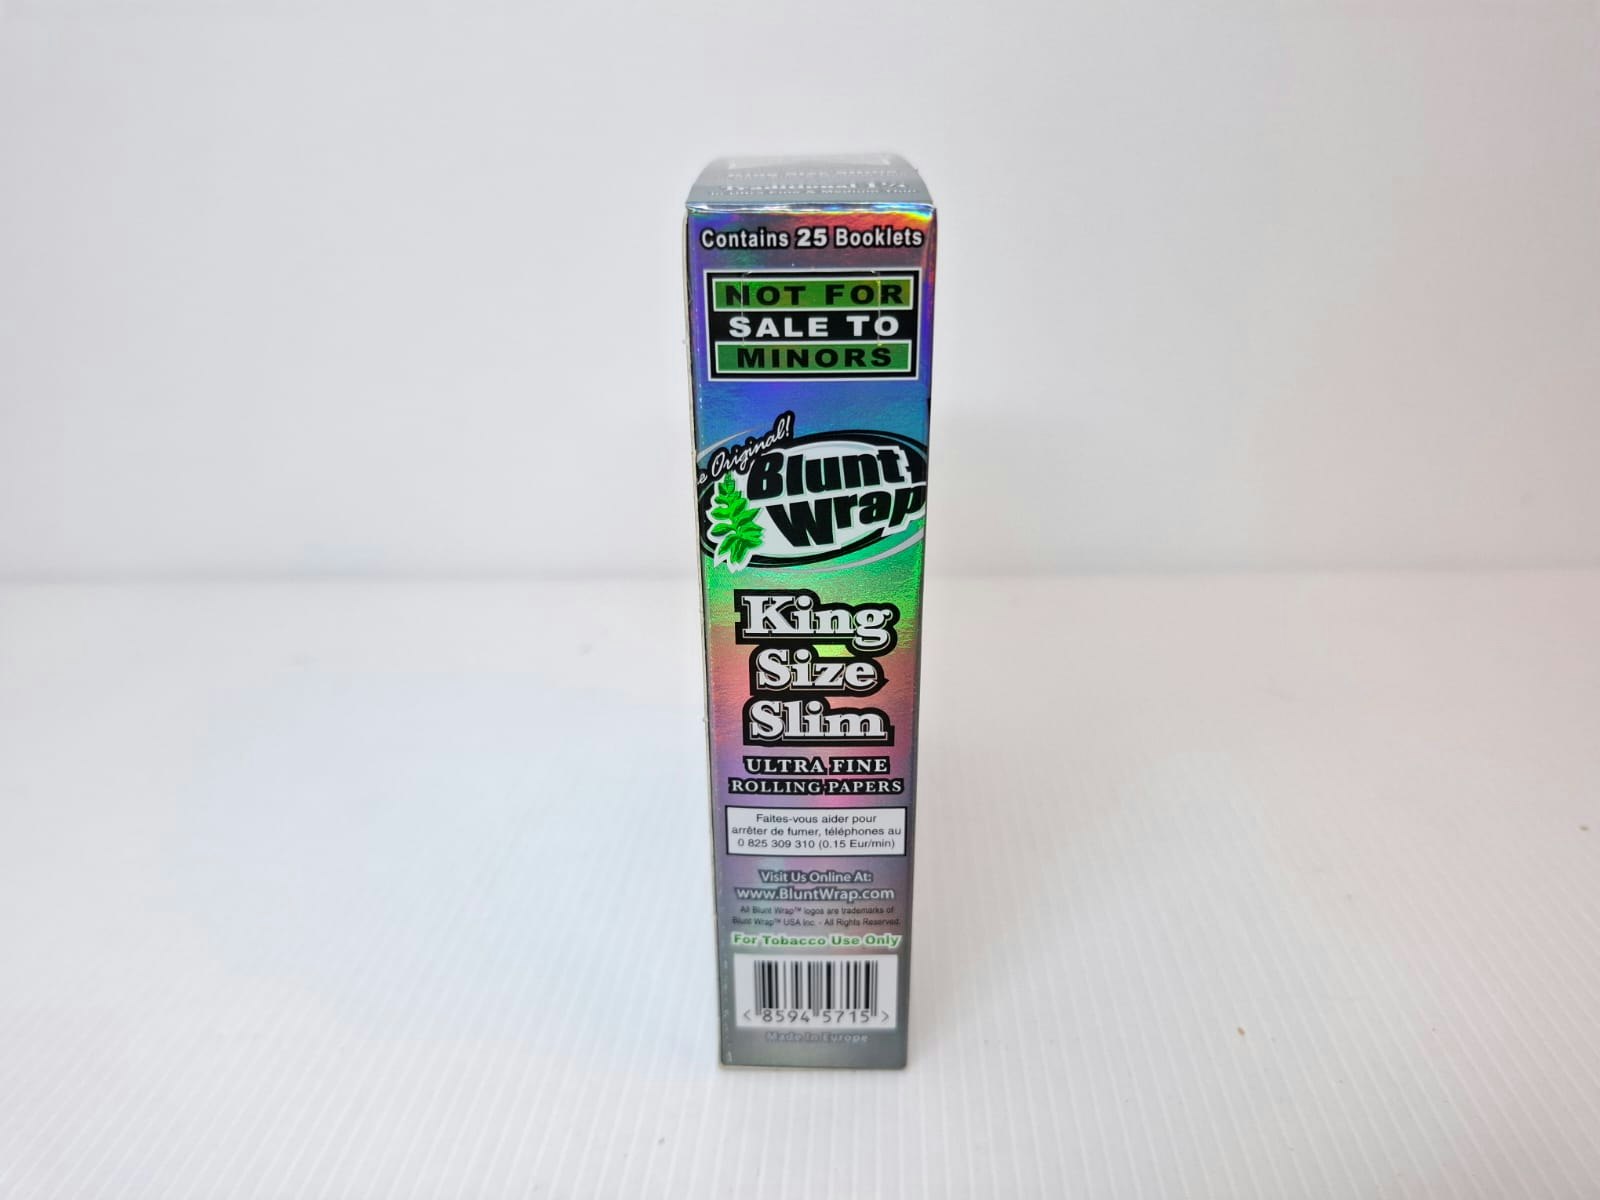 Traditional 1¼
Contains 25 Booklets
NOT FOR
SALE TO
MINORS
Original!
Blunt
Wrap
King
Size
Slim
ULTRA FINE
ROLLING PAPERS
Faites-vous aider pour
arrêter de fumer, téléphones au
0 825 309 310 (0.15 Eur/min)
Visit Us Online At:
www.BluntWrap.com
All Blunt Wrap™ logos are trademarks of
Blunt Wrap™ USA Inc. - All Rights Reserved.
For Tobacco Use Only
< 8594 5715 >
Made In Europe